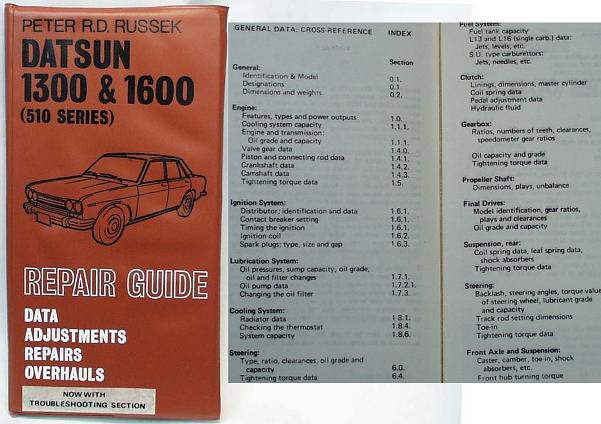 PETER R.D. RUSSEK
DATSUN
1300 & 1600
(510 SERIES)
REPAIR GUIDE
DATA
ADJUSTMENTS
REPAIRS
OVERHAULS
NOW WITH
TROUBLESHOOTING SECTION
GENERAL DATA: CROSS-REFERENCE INDEX
Section
General:
Identification & Model 0.1.
Designations 0.1.
Dimensions and weights 0.2.
Engine:
Features, types and power outputs 1.0.
Cooling system capacity 1.1.1.
Engine and transmission:
Oil grade and capacity 1.1.1.
Valve gear data 1.4.0.
Piston and connecting rod data 1.4.1.
Crankshaft data 1.4.2.
Camshaft data 1.4.3.
Tightening torque data 1.5.
Ignition System:
Distributor; identification and data 1.6.1.
Contact breaker setting 1.6.1.
Timing the ignition 1.6.1.
Ignition coil 1.6.2.
Spark plugs; type, size and gap 1.6.3.
Lubrication System:
Oil pressures, sump capacity, oil grade,
oil and filter changes 1.7.1.
Oil pump data 1.7.2.1.
Changing the oil filter 1.7.3.
Cooling System:
Radiator data 1.8.1.
Checking the thermostat 1.8.4.
System capacity 1.8.6.
Steering:
Type, ratio, clearances, oil grade and
capacity 6.0.
Tightening torque data 6.4.
Fuel System:
Fuel tank capacity
L13 and L16 (single carb.) data:
Jets, levels, etc.
S.U. type carburettors:
Jets, needles, etc.
Clutch:
Linings, dimensions, master cylinder
Coil spring data
Pedal adjustment data
Hydraulic fluid
Gearbox:
Ratios, numbers of teeth, clearances,
speedometer gear ratios
Oil capacity and grade
Tightening torque data
Propeller Shaft:
Dimensions, plays, unbalance
Final Drives:
Model identification, gear ratios,
plays and clearances
Oil grade and capacity
Suspension, rear:
Coil spring data, leaf spring data,
shock absorbers
Tightening torque data
Steering:
Backlash, steering angles, torque value
of steering wheel, lubricant grade
and capacity
Track rod setting dimensions
Toe-in
Tightening torque data
Front Axle and Suspension:
Caster, camber, toe-in, shock
absorbers, etc.
Front hub turning torque